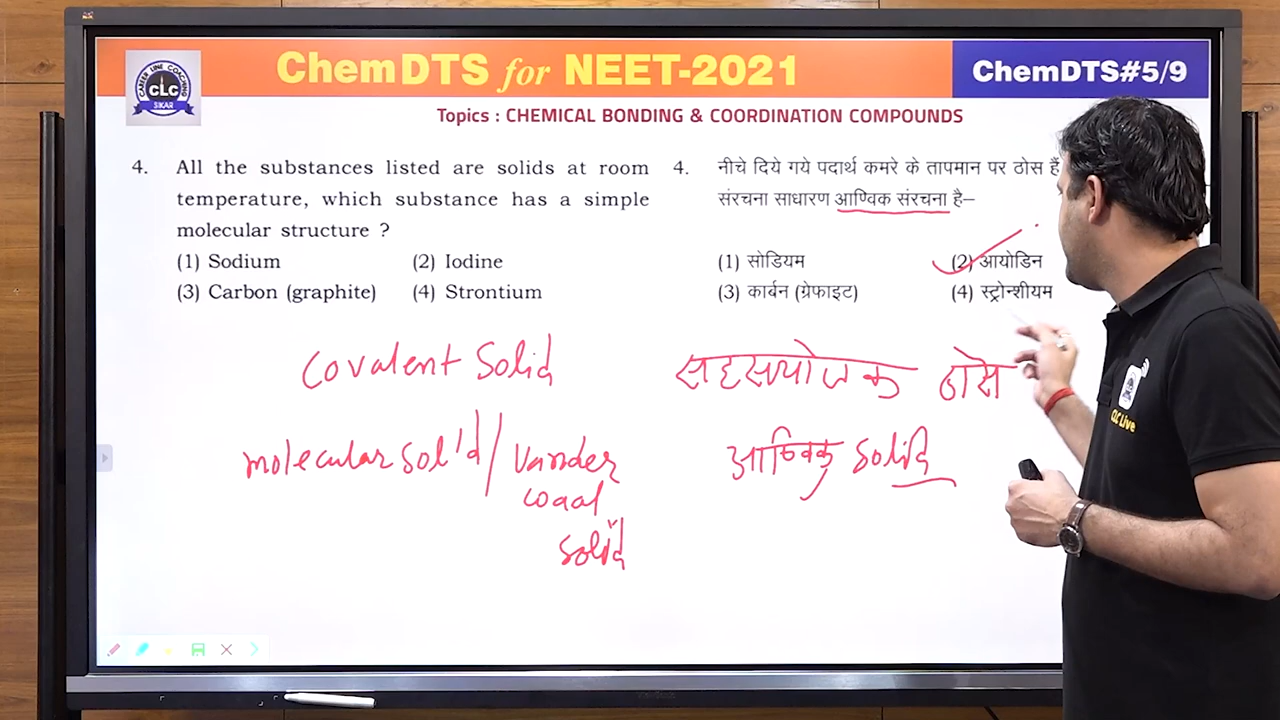 ChemDTS for NEET-2021
ChemDTS#5/9
CAREER LINE COACHING
CLC
SIKAR
Topics : CHEMICAL BONDING & COORDINATION COMPOUNDS
4. All the substances listed are solids at room
temperature, which substance has a simple
molecular structure ?
(1) Sodium (2) Iodine
(3) Carbon (graphite) (4) Strontium
4. नीचे दिये गये पदार्थ कमरे के तापमान पर ठोस हैं
संरचना साधारण आण्विक संरचना है–
(1) सोडियम (2) आयोडिन
(3) कार्बन (ग्रेफाइट) (4) स्ट्रोन्शीयम
Covalent Solid
molecular solid / Vander
waal
solid
सहसंयोजक ठोस
आण्विक solid
CLC Live